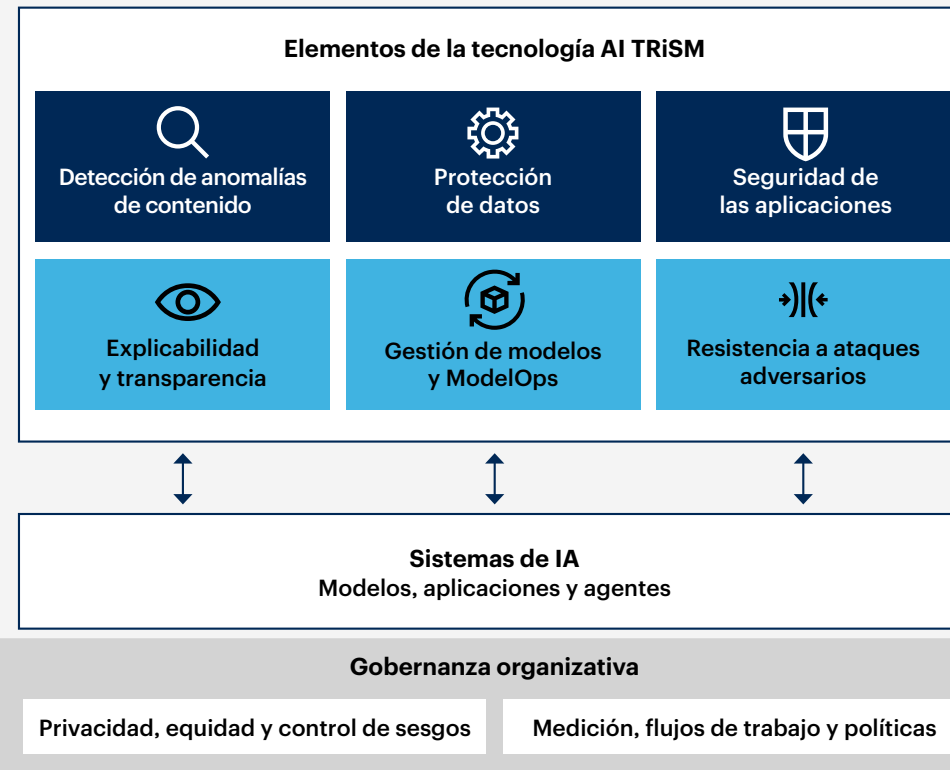 Elementos de la tecnología AI TRiSM
Detección de anomalías
de contenido
Protección
de datos
Seguridad de
las aplicaciones
Explicabilidad
y transparencia
Gestión de modelos
y ModelOps
Resistencia a ataques
adversarios
Sistemas de IA
Modelos, aplicaciones y agentes
Gobernanza organizativa
Privacidad, equidad y control de sesgos
Medición, flujos de trabajo y políticas